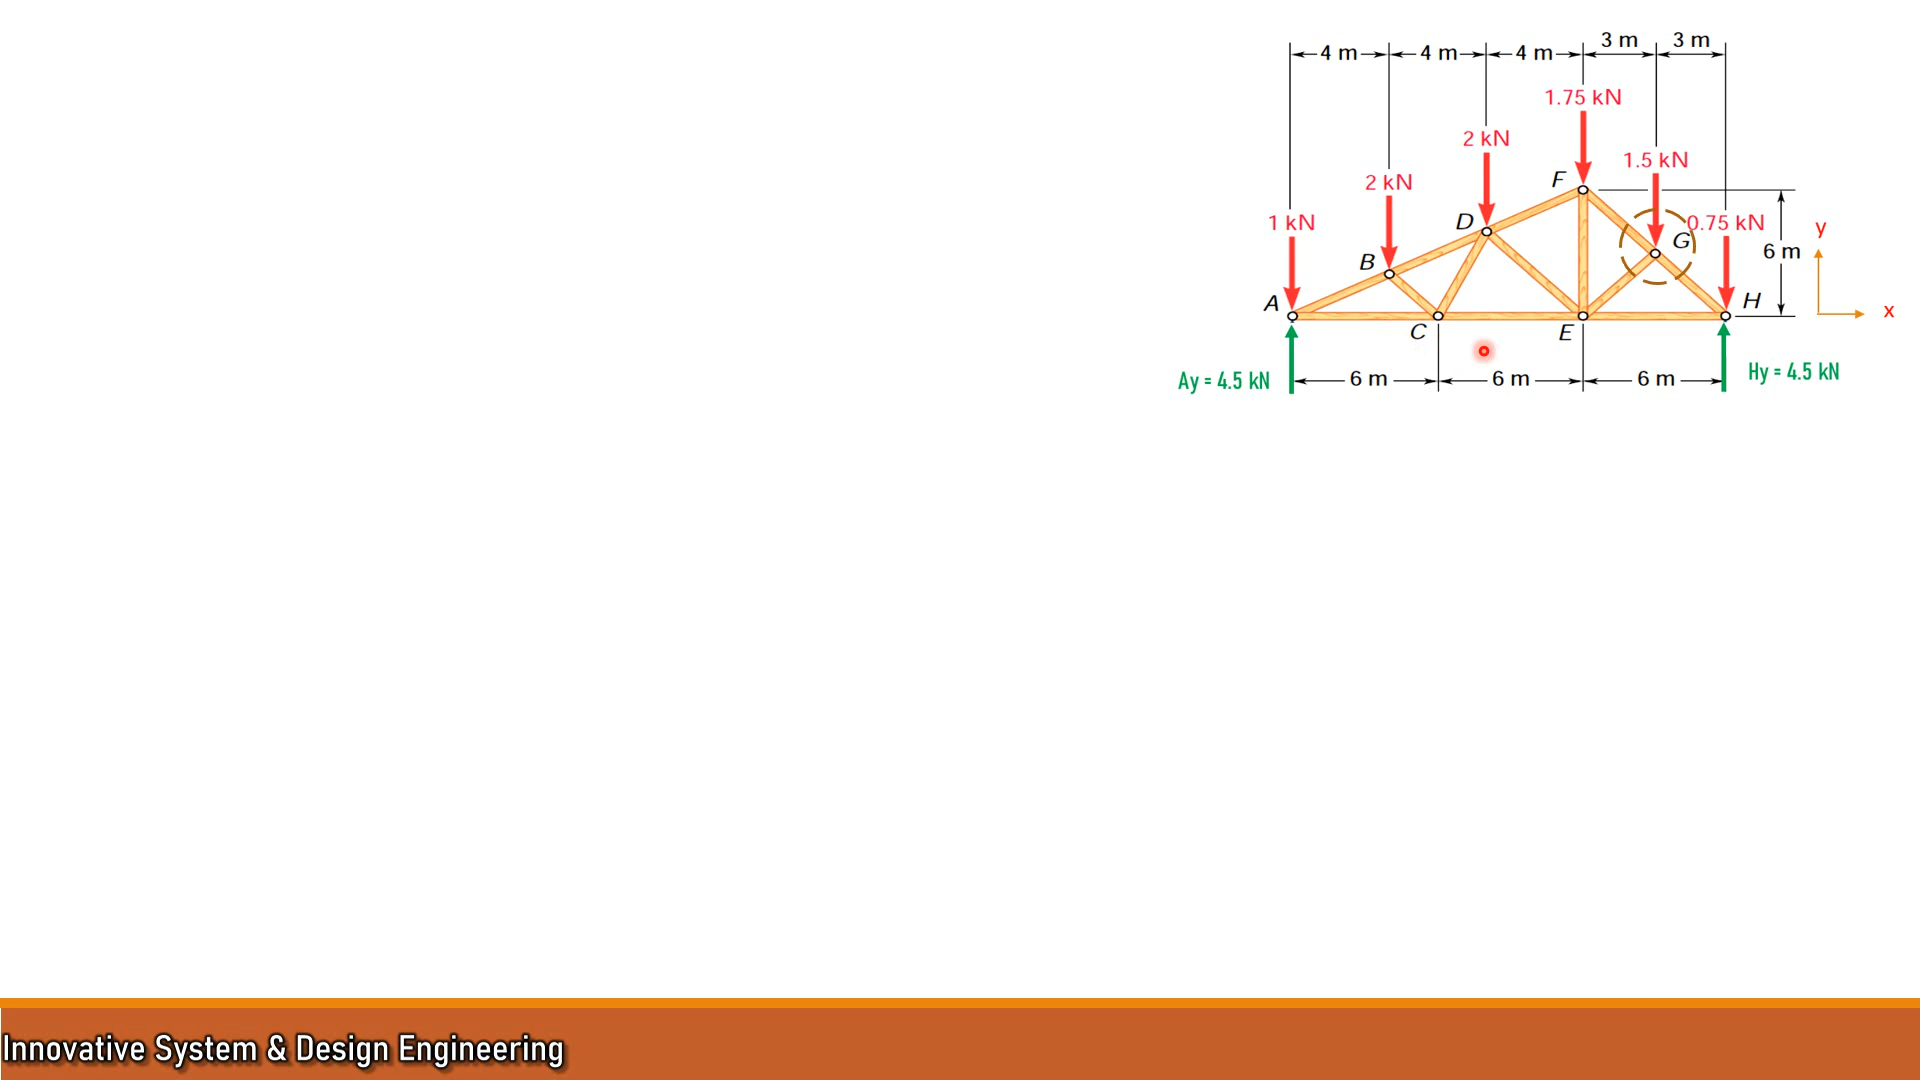 3 m 3 m
4 m 4 m 4 m
1.75 kN
2 kN
1.5 kN
F
2 kN
1 kN
D
0.75 kN
y
G
6 m
B
A
H
x
C
E
Ay = 4.5 kN
6 m 6 m 6 m
Hy = 4.5 kN
Innovative System & Design Engineering